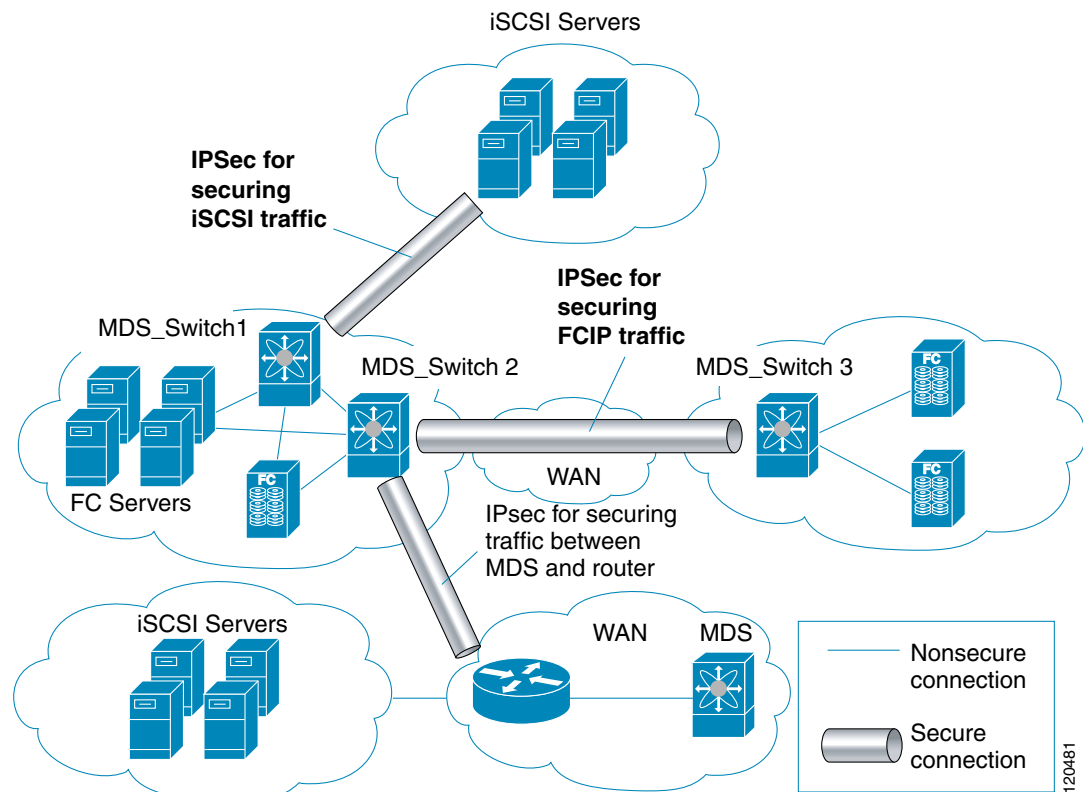 iSCSI Servers
IPSec for
securing
iSCSI traffic
IPSec for
securing
FCIP traffic
MDS_Switch1
MDS_Switch 2
MDS_Switch 3
FC
FC
FC
FC Servers
WAN
IPsec for securing
traffic between
MDS and router
iSCSI Servers
WAN
MDS
Nonsecure
connection
Secure
connection
120481